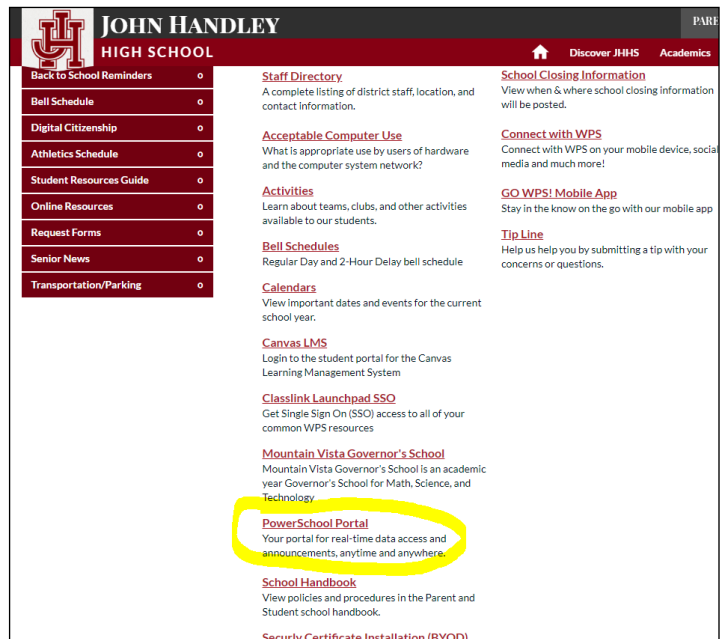 JOHN HANDLEY
HIGH SCHOOL
PARE
Discover JHHS
Academics
Back to School Reminders
Bell Schedule
Digital Citizenship
Athletics Schedule
Student Resources Guide
Online Resources
Request Forms
Senior News
Transportation/Parking
Staff Directory
A complete listing of district staff, location, and
contact information.
Acceptable Computer Use
What is appropriate use by users of hardware
and the computer system network?
Activities
Learn about teams, clubs, and other activities
available to our students.
Bell Schedules
Regular Day and 2-Hour Delay bell schedule
Calendars
View important dates and events for the current
school year.
Canvas LMS
Login to the student portal for the Canvas
Learning Management System
Classlink Launchpad SSO
Get Single Sign On (SSO) access to all of your
common WPS resources
Mountain Vista Governor's School
Mountain Vista Governor's School is an academic
year Governor's School for Math, Science, and
Technology
PowerSchool Portal
Your portal for real-time data access and
announcements, anytime and anywhere.
School Handbook
View policies and procedures in the Parent and
Student school handbook.
Securly Certificate Installation (BYOD)
School Closing Information
View when & where school closing information
will be posted.
Connect with WPS
Connect with WPS on your mobile device, social
media and much more!
GO WPS! Mobile App
Stay in the know on the go with our mobile app
Tip Line
Help us help you by submitting a tip with your
concerns or questions.